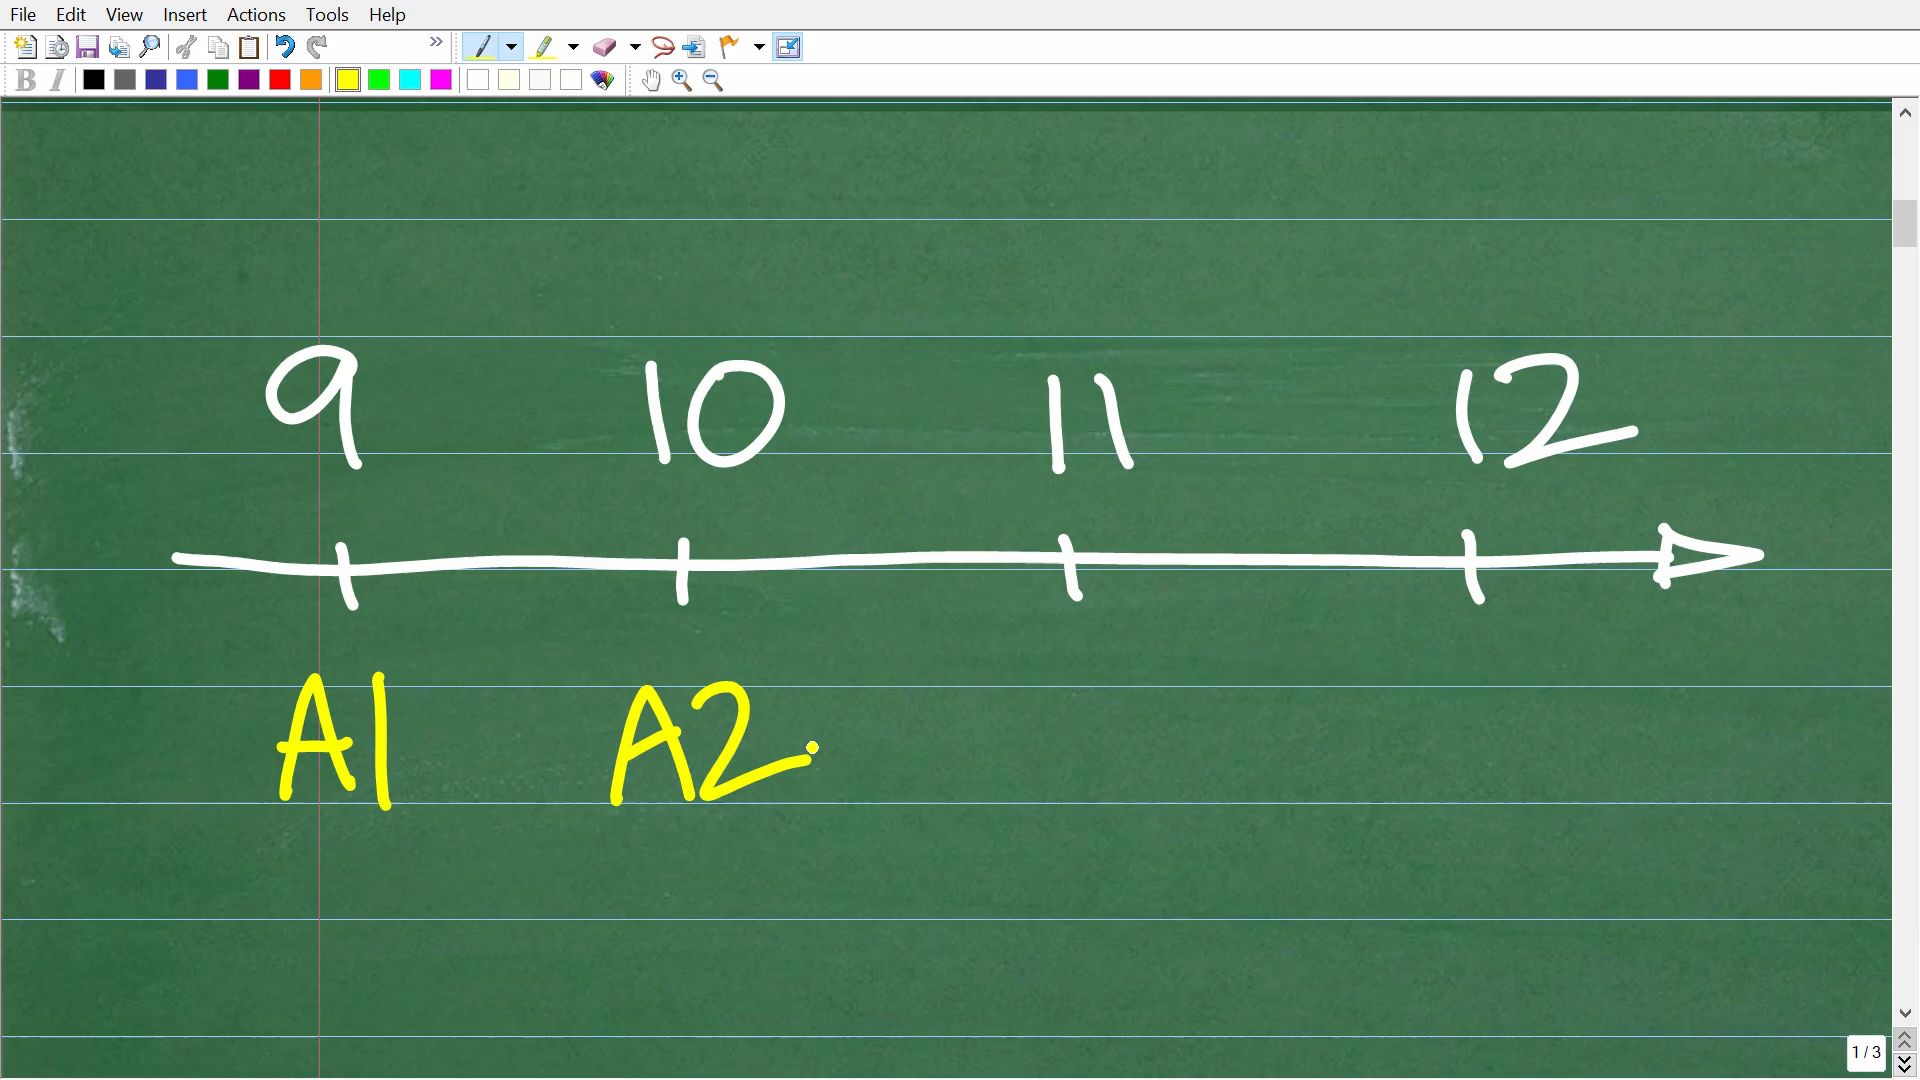 File Edit View Insert Actions Tools Help
B I
9 10 11 12
A1 A2
1 / 3